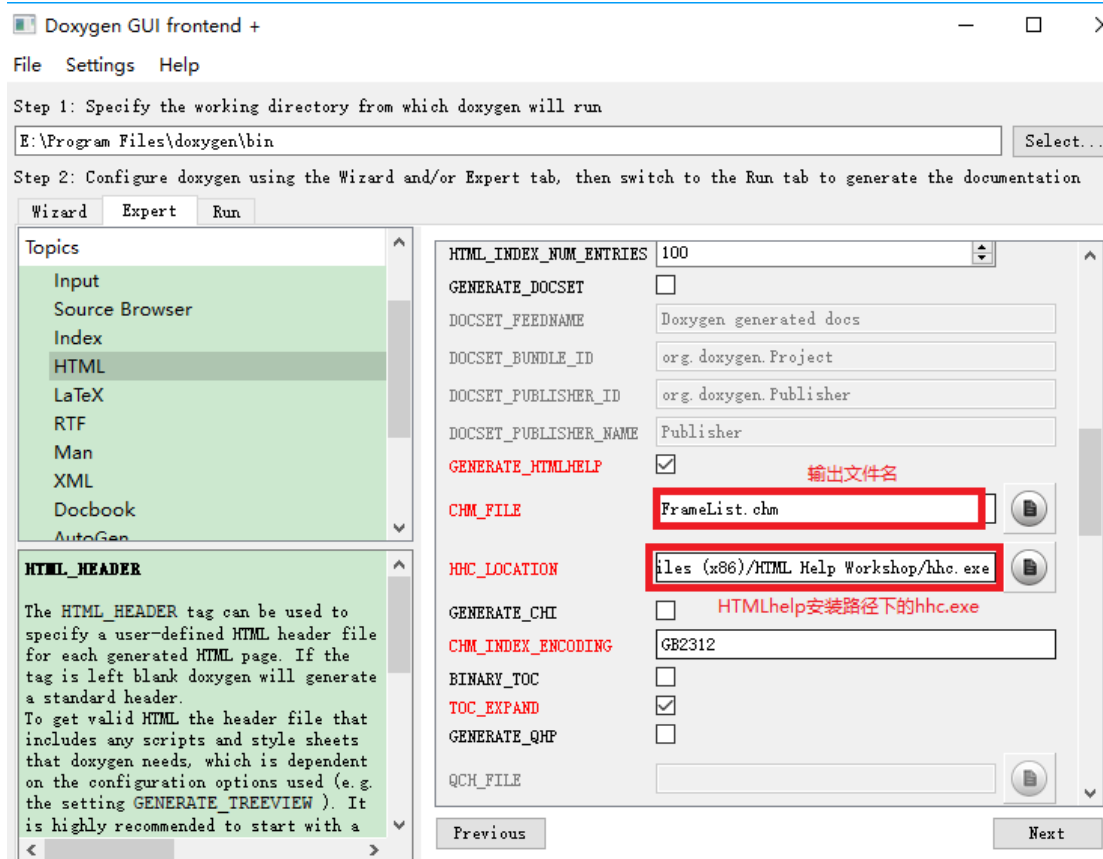 Doxygen GUI frontend +
File Settings Help
Step 1: Specify the working directory from which doxygen will run
E:\Program Files\doxygen\bin
Select...
Step 2: Configure doxygen using the Wizard and/or Expert tab, then switch to the Run tab to generate the documentation
Wizard Expert Run
Topics
Input
Source Browser
Index
HTML
LaTeX
RTF
Man
XML
Docbook
AutoGen
HTML_HEADER
The HTML_HEADER tag can be used to
specify a user-defined HTML header file
for each generated HTML page. If the
tag is left blank doxygen will generate
a standard header.
To get valid HTML the header file that
includes any scripts and style sheets
that doxygen needs, which is dependent
on the configuration options used (e.g.
the setting GENERATE_TREEVIEW ). It
is highly recommended to start with a
HTML_INDEX_NUM_ENTRIES 100
GENERATE_DOCSET
DOCSET_FEEDNAME Doxygen generated docs
DOCSET_BUNDLE_ID org.doxygen.Project
DOCSET_PUBLISHER_ID org.doxygen.Publisher
DOCSET_PUBLISHER_NAME Publisher
GENERATE_HTMLHELP
输出文件名
CHM_FILE FrameList.chm
HHC_LOCATION iles (x86)/HTML Help Workshop/hhc.exe
GENERATE_CHI HTMLhelp安装路径下的hhc.exe
CHM_INDEX_ENCODING GB2312
BINARY_TOC
TOC_EXPAND
GENERATE_QHP
QCH_FILE
Previous Next